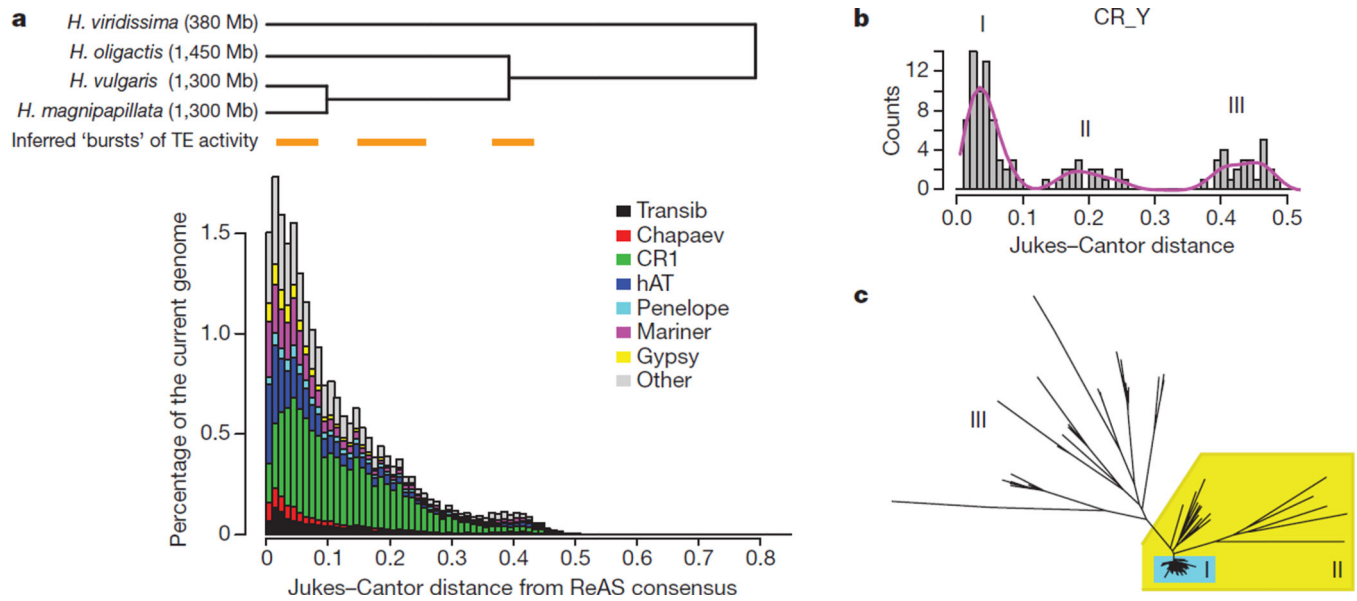 a
H. viridissima (380 Mb)
H. oligactis (1,450 Mb)
H. vulgaris (1,300 Mb)
H. magnipapillata (1,300 Mb)
Inferred ‘bursts’ of TE activity
Percentage of the current genome
1.5
1.0
0.5
0
Transib
Chapaev
CR1
hAT
Penelope
Mariner
Gypsy
Other
0 0.1 0.2 0.3 0.4 0.5 0.6 0.7 0.8
Jukes–Cantor distance from ReAS consensus
b
CR_Y
I
II
III
Counts
12
8
4
0
0.0 0.1 0.2 0.3 0.4 0.5
Jukes–Cantor distance
c
III
I
II